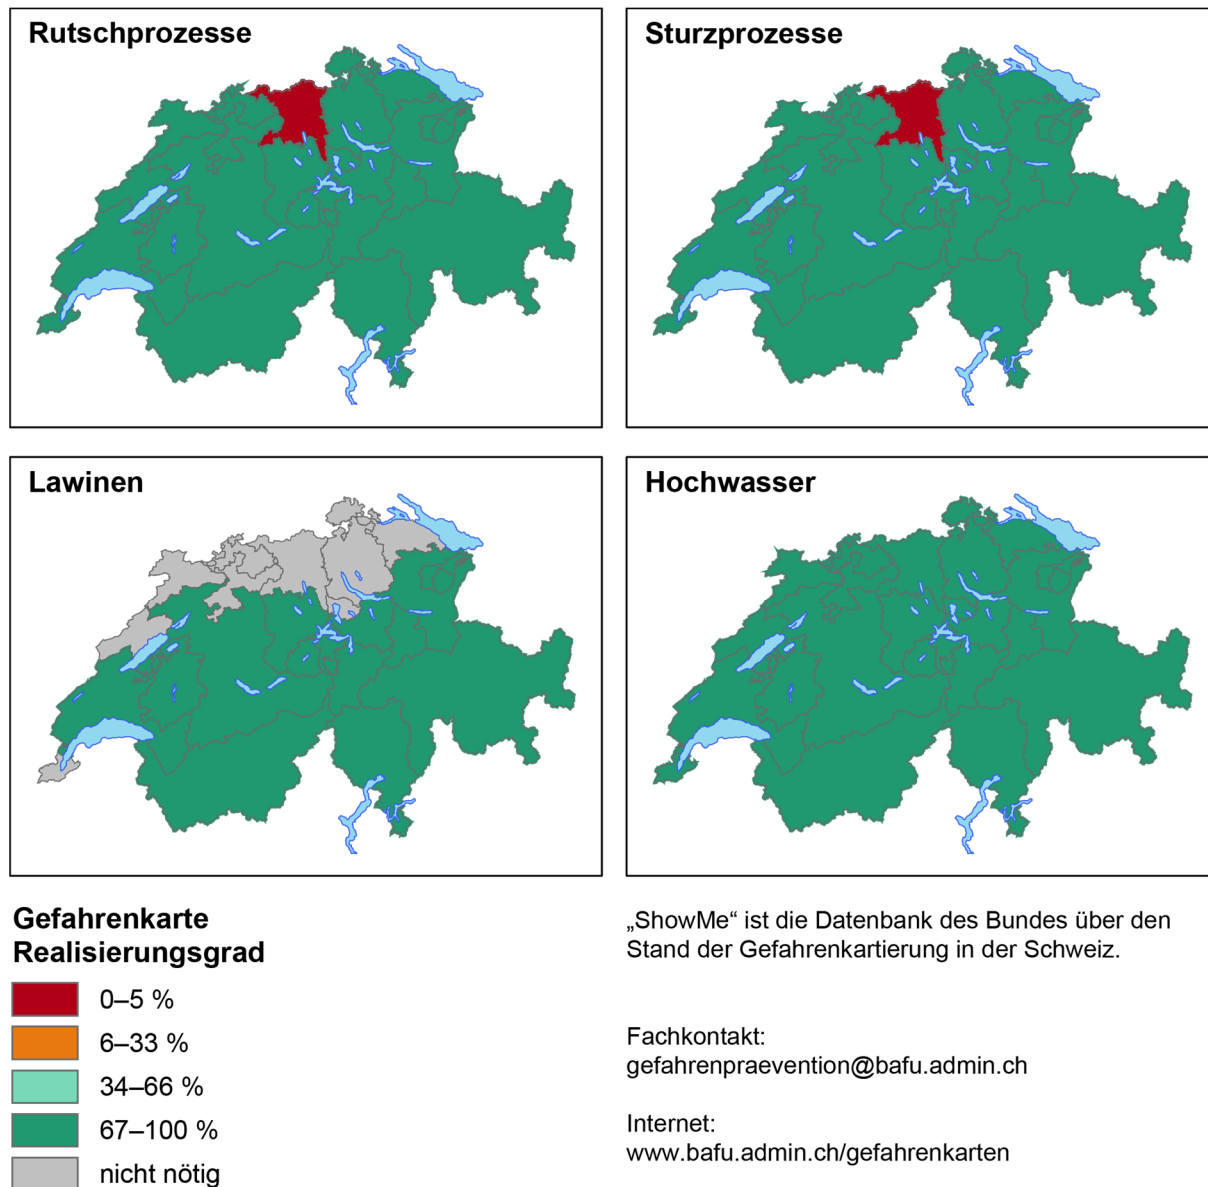 Rutschprozesse
Sturzprozesse
Lawinen
Hochwasser
Gefahrenkarte
Realisierungsgrad
0–5 %
6–33 %
34–66 %
67–100 %
nicht nötig
„ShowMe“ ist die Datenbank des Bundes über den
Stand der Gefahrenkartierung in der Schweiz.
Fachkontakt:
gefahrenpraevention@bafu.admin.ch
Internet:
www.bafu.admin.ch/gefahrenkarten